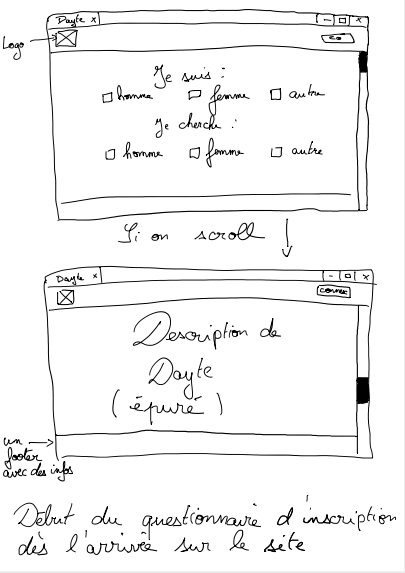 Dayte x
- □ x
Logo
co
Je suis :
□ homme □ femme □ autre
Je cherche :
□ homme □ femme □ autre
Si on scroll
Dayte x
- □ x
connex
Description de
Dayte
( épuré )
un
footer
avec des infos
Début du questionnaire d'inscription
dès l'arrivée sur le site